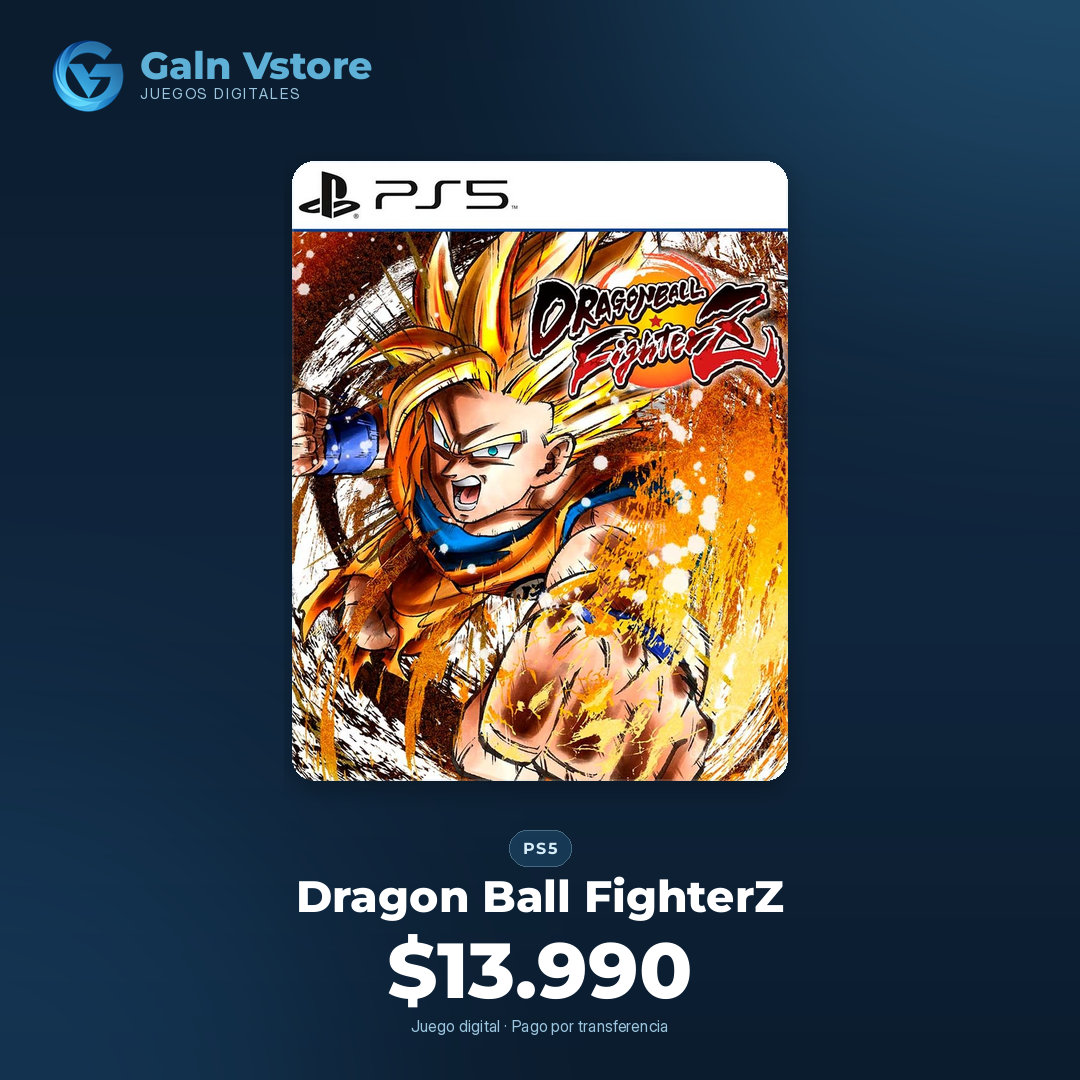 Galn Vstore
JUEGOS DIGITALES
PS5
DRAGONBALL
FighterZ
PS5
Dragon Ball FighterZ
$13.990
Juego digital · Pago por transferencia